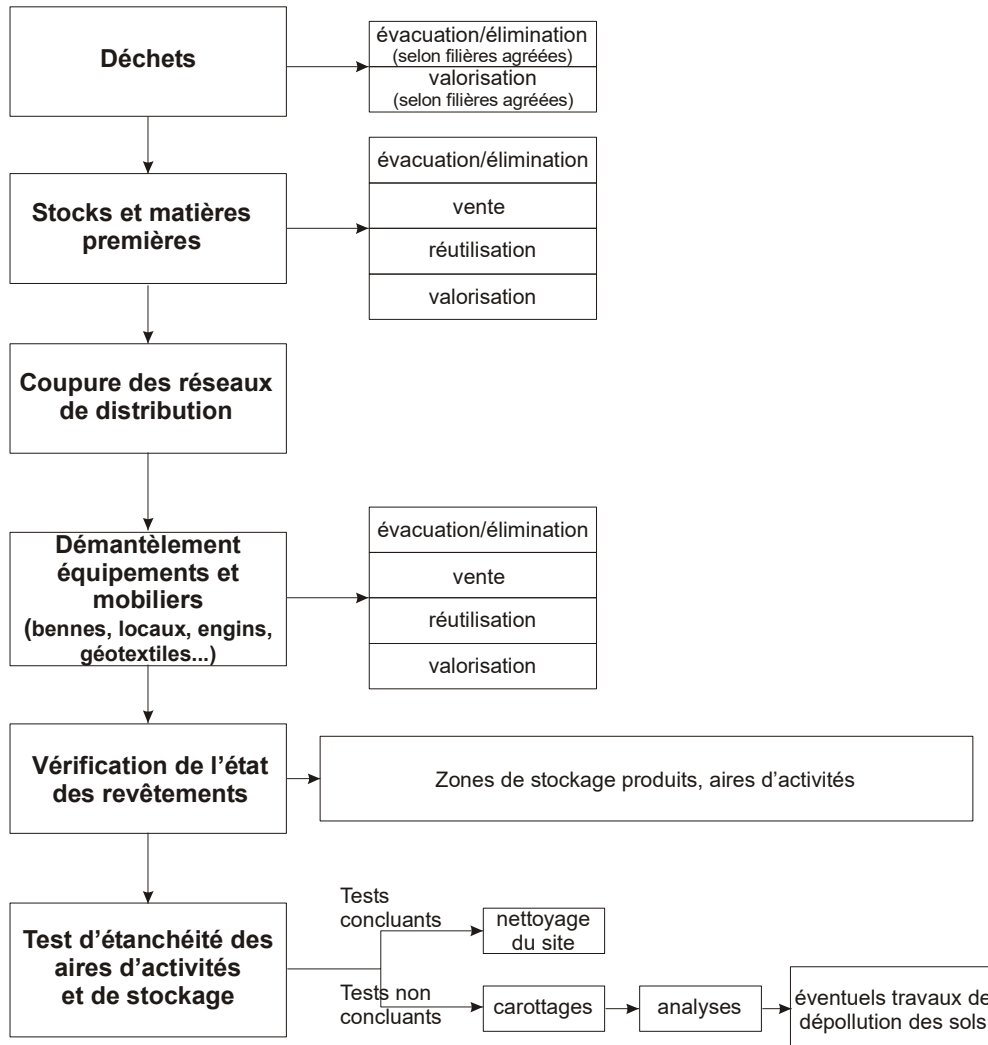 Déchets
évacuation/élimination
(selon filières agréées)
valorisation
(selon filières agréées)
Stocks et matières
premières
évacuation/élimination
vente
réutilisation
valorisation
Coupure des réseaux
de distribution
Démantèlement
équipements et
mobiliers
(bennes, locaux, engins,
géotextiles...)
évacuation/élimination
vente
réutilisation
valorisation
Vérification de l’état
des revêtements
Zones de stockage produits, aires d’activités
Test d’étanchéité des
aires d’activités
et de stockage
Tests
concluants
nettoyage
du site
Tests non
concluants
carottages
analyses
éventuels travaux de
dépollution des sols